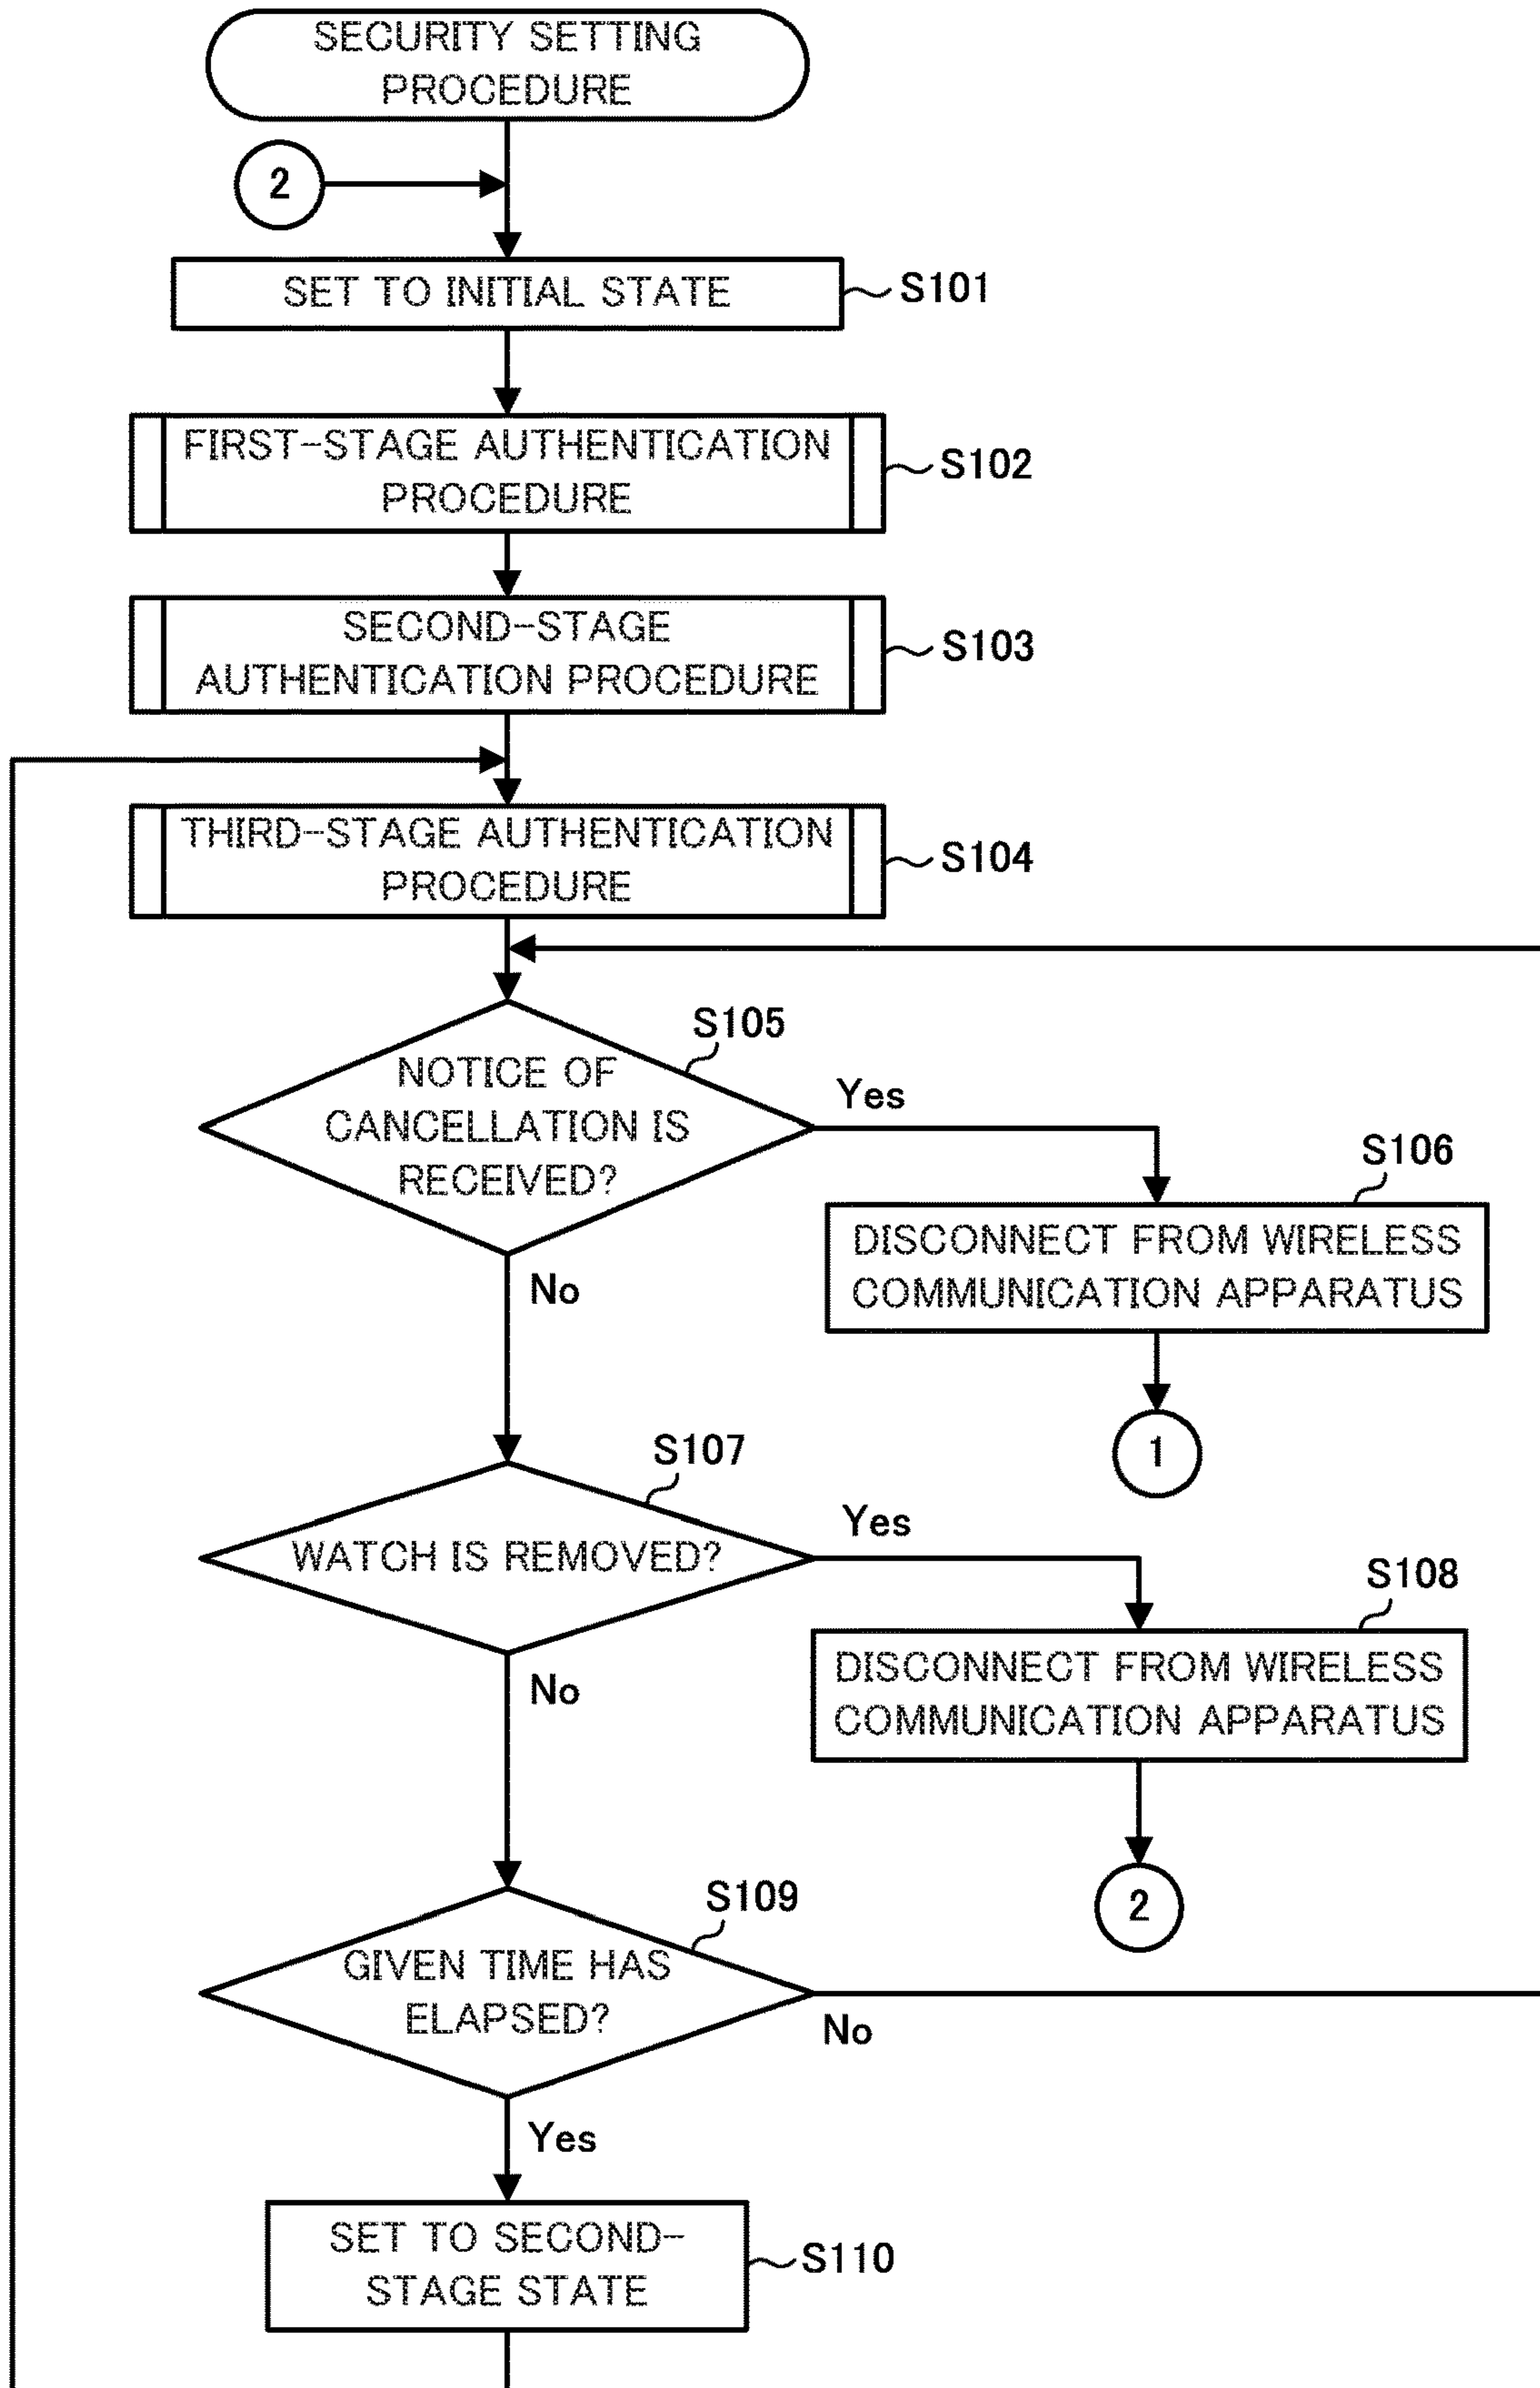 SECURITY SETTING
PROCEDURE
2
SET TO INITIAL STATE
S101
FIRST-STAGE AUTHENTICATION
PROCEDURE
S102
SECOND-STAGE
AUTHENTICATION PROCEDURE
S103
THIRD-STAGE AUTHENTICATION
PROCEDURE
S104
S105
NOTICE OF
CANCELLATION IS
RECEIVED?
Yes
No
S106
DISCONNECT FROM WIRELESS
COMMUNICATION APPARATUS
1
S107
WATCH IS REMOVED?
Yes
No
S108
DISCONNECT FROM WIRELESS
COMMUNICATION APPARATUS
2
S109
GIVEN TIME HAS
ELAPSED?
No
Yes
SET TO SECOND-
STAGE STATE
S110